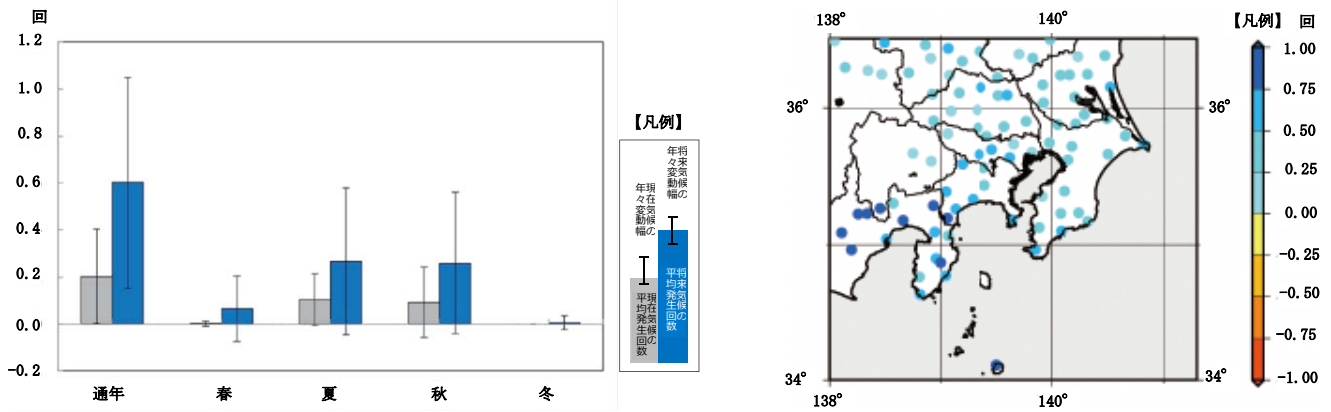 回
1.2
1.0
0.8
0.6
0.4
0.2
0.0
-0.2
通年
春
夏
秋
冬
【凡例】
現在気候の
年々変動幅
将来気候の
年々変動幅
現在気候の
平均発生回数
将来気候の
平均発生回数
138°
140°
36°
36°
34°
34°
138°
140°
【凡例】 回
1.00
0.75
0.50
0.25
0.00
-0.25
-0.50
-0.75
-1.00